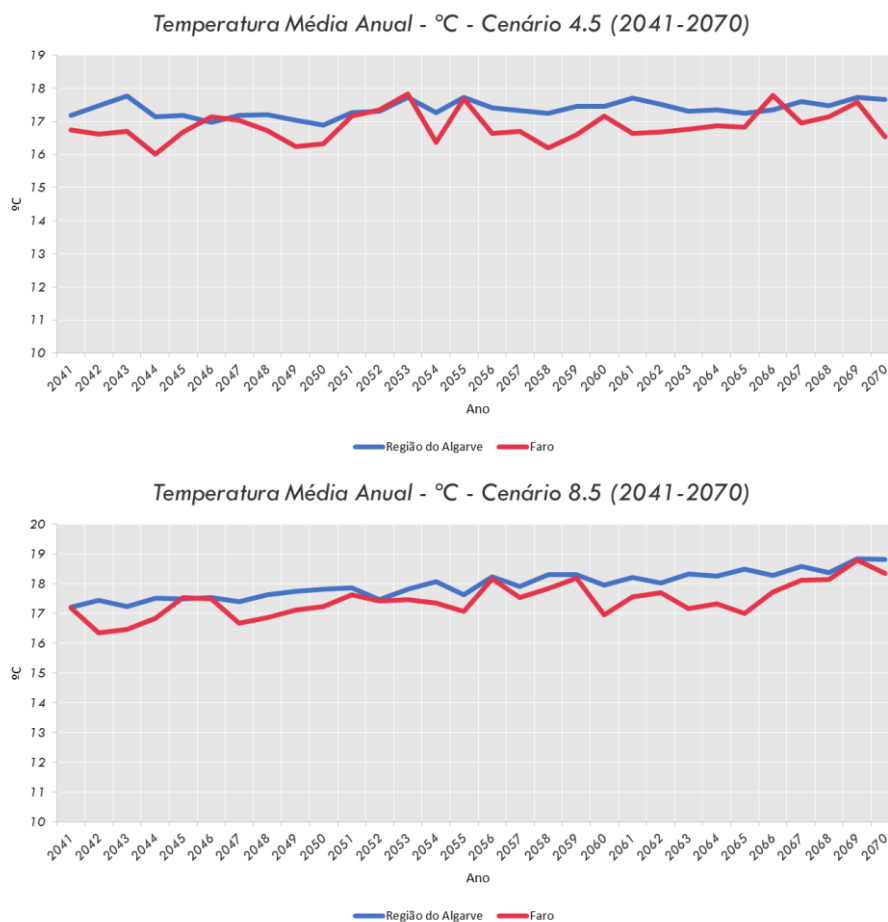 Temperatura Média Anual - ºC - Cenário 4.5 (2041-2070)
19
18
17
16
15
14
13
12
11
10
ºC
2041 2042 2043 2044 2045 2046 2047 2048 2049 2050 2051 2052 2053 2054 2055 2056 2057 2058 2059 2060 2061 2062 2063 2064 2065 2066 2067 2068 2069 2070
Ano
Região do Algarve Faro
Temperatura Média Anual - ºC - Cenário 8.5 (2041-2070)
20
19
18
17
16
15
14
13
12
11
10
ºC
2041 2042 2043 2044 2045 2046 2047 2048 2049 2050 2051 2052 2053 2054 2055 2056 2057 2058 2059 2060 2061 2062 2063 2064 2065 2066 2067 2068 2069 2070
Ano
Região do Algarve Faro